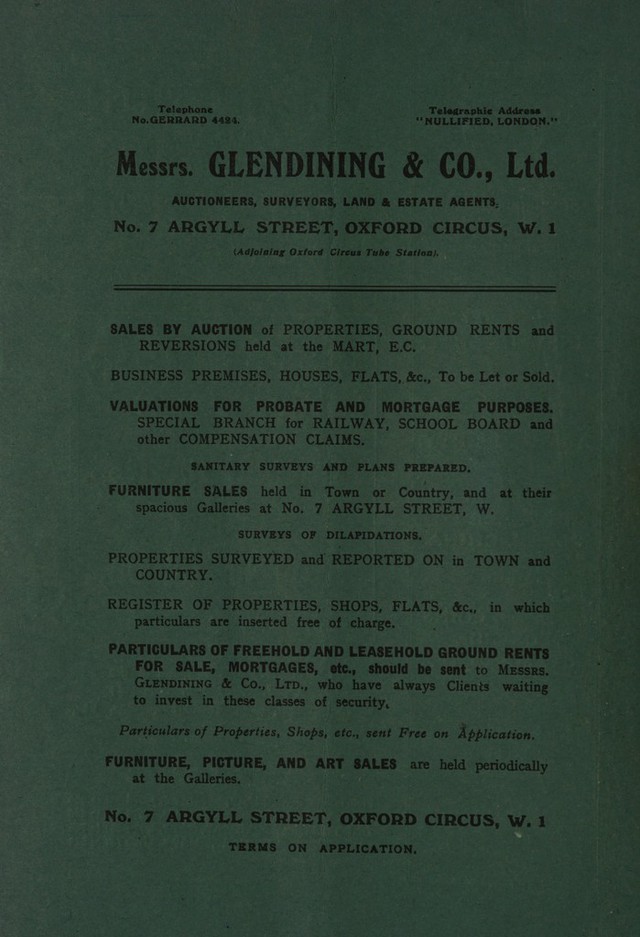 Telephone
No. GERRARD 4424.
Telegraphic Address
"NULLIFIED, LONDON."
Messrs. GLENDINING & CO., Ltd.
AUCTIONEERS, SURVEYORS, LAND & ESTATE AGENTS,
No. 7 ARGYLL STREET, OXFORD CIRCUS, W. 1
(Adjoining Oxford Circus Tube Station).
SALES BY AUCTION of PROPERTIES, GROUND RENTS and
REVERSIONS held at the MART, E.C.
BUSINESS PREMISES, HOUSES, FLATS, &c., To be Let or Sold.
VALUATIONS FOR PROBATE AND MORTGAGE PURPOSES.
SPECIAL BRANCH for RAILWAY, SCHOOL BOARD and
other COMPENSATION CLAIMS.
SANITARY SURVEYS AND PLANS PREPARED.
FURNITURE SALES held in Town or Country, and at their
spacious Galleries at No. 7 ARGYLL STREET, W.
SURVEYS OF DILAPIDATIONS.
PROPERTIES SURVEYED and REPORTED ON in TOWN and
COUNTRY.
REGISTER OF PROPERTIES, SHOPS, FLATS, &c., in which
particulars are inserted free of charge.
PARTICULARS OF FREEHOLD AND LEASEHOLD GROUND RENTS
FOR SALE, MORTGAGES, etc., should be sent to MESSRS.
GLENDINING & CO., LTD., who have always Clients waiting
to invest in these classes of security.
Particulars of Properties, Shops, etc., sent Free on Application.
FURNITURE, PICTURE, AND ART SALES are held periodically
at the Galleries.
No. 7 ARGYLL STREET, OXFORD CIRCUS, W. 1
TERMS ON APPLICATION.